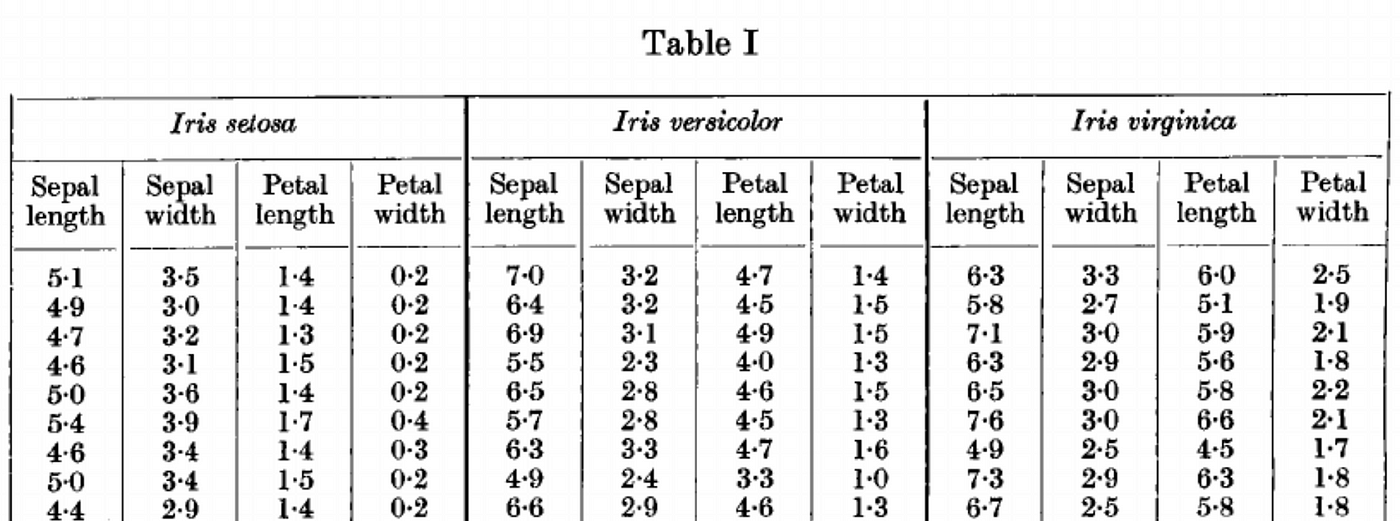 Table I
Iris setosa Iris versicolor Iris virginica
Sepal length Sepal width Petal length Petal width Sepal length Sepal width Petal length Petal width Sepal length Sepal width Petal length Petal width
5·1 3·5 1·4 0·2 7·0 3·2 4·7 1·4 6·3 3·3 6·0 2·5
4·9 3·0 1·4 0·2 6·4 3·2 4·5 1·5 5·8 2·7 5·1 1·9
4·7 3·2 1·3 0·2 6·9 3·1 4·9 1·5 7·1 3·0 5·9 2·1
4·6 3·1 1·5 0·2 5·5 2·3 4·0 1·3 6·3 2·9 5·6 1·8
5·0 3·6 1·4 0·2 6·5 2·8 4·6 1·5 6·5 3·0 5·8 2·2
5·4 3·9 1·7 0·4 5·7 2·8 4·5 1·3 7·6 3·0 6·6 2·1
4·6 3·4 1·4 0·3 6·3 3·3 4·7 1·6 4·9 2·5 4·5 1·7
5·0 3·4 1·5 0·2 4·9 2·4 3·3 1·0 7·3 2·9 6·3 1·8
4·4 2·9 1·4 0·2 6·6 2·9 4·6 1·3 6·7 2·5 5·8 1·8